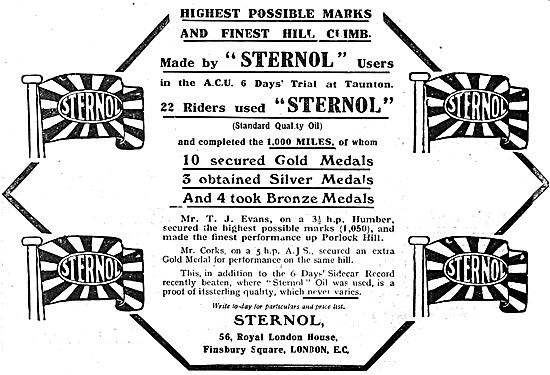 HIGHEST POSSIBLE MARKS
AND FINEST HILL CLIMB.
Made by "STERNOL" Users
in the A.C.U. 6 Days' Trial at Taunton.
22 Riders used "STERNOL"
(Standard Quality Oil)
and completed the 1,000 MILES, of whom
10 secured Gold Medals
3 obtained Silver Medals
And 4 took Bronze Medals
Mr. T. J. Evans, on a 3½ h.p. Humber,
secured the highest possible marks (1,050), and
made the finest performance up Porlock Hill.
Mr. Corks, on a 5 h.p. A.J S., secured an extra
Gold Medal for performance on the same hill.
This, in addition to the 6 Days' Sidecar Record
recently beaten, where "Sternol" Oil was used, is a
proof of itssterling quality, which never varies.
Write to-day for particulars and price list.
STERNOL,
56, Royal London House,
Finsbury Square, LONDON, E.C.
STERNOL
STERNOL
STERNOL
STERNOL